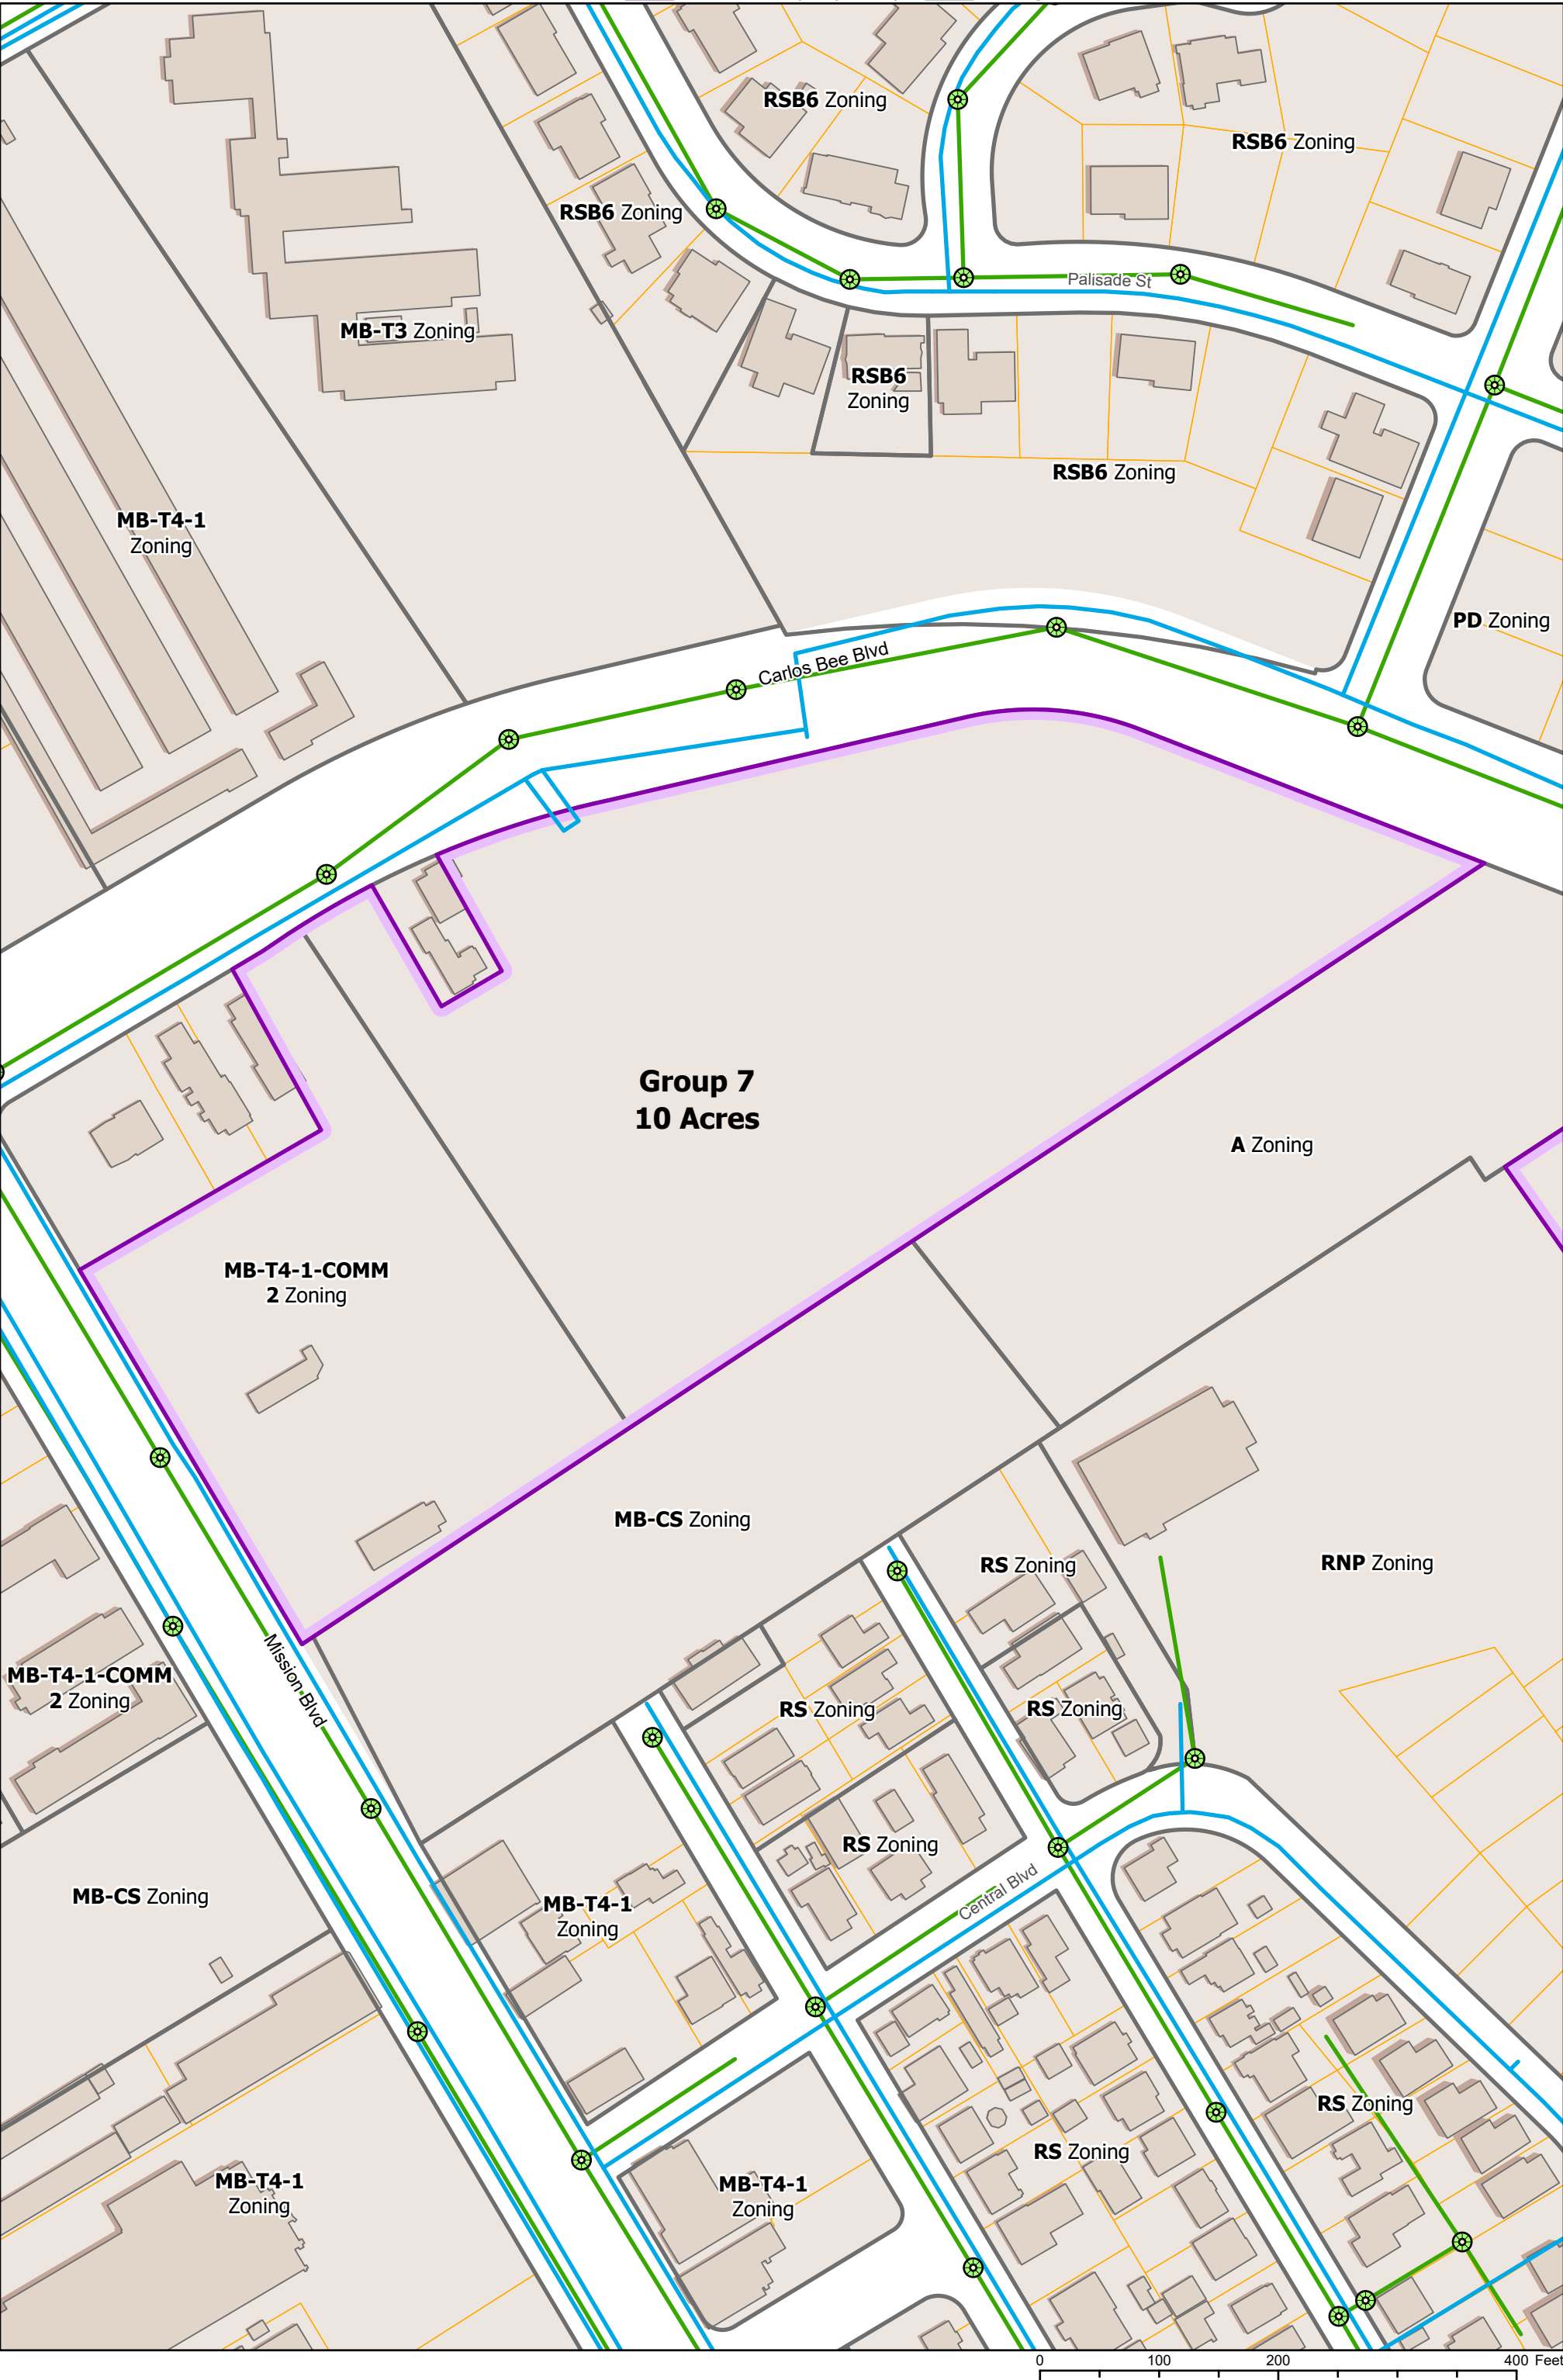 RSB6 Zoning
RSB6 Zoning
RSB6 Zoning
Palisade St
MB-T3 Zoning
RSB6
Zoning
RSB6 Zoning
MB-T4-1
Zoning
PD Zoning
Carlos Bee Blvd
Group 7
10 Acres
A Zoning
MB-T4-1-COMM
2 Zoning
MB-CS Zoning
RS Zoning
RNP Zoning
Mission Blvd
MB-T4-1-COMM
2 Zoning
RS Zoning
RS Zoning
RS Zoning
Central Blvd
MB-CS Zoning
MB-T4-1
Zoning
RS Zoning
RS Zoning
MB-T4-1
Zoning
MB-T4-1
Zoning
0 100 200 400 Feet